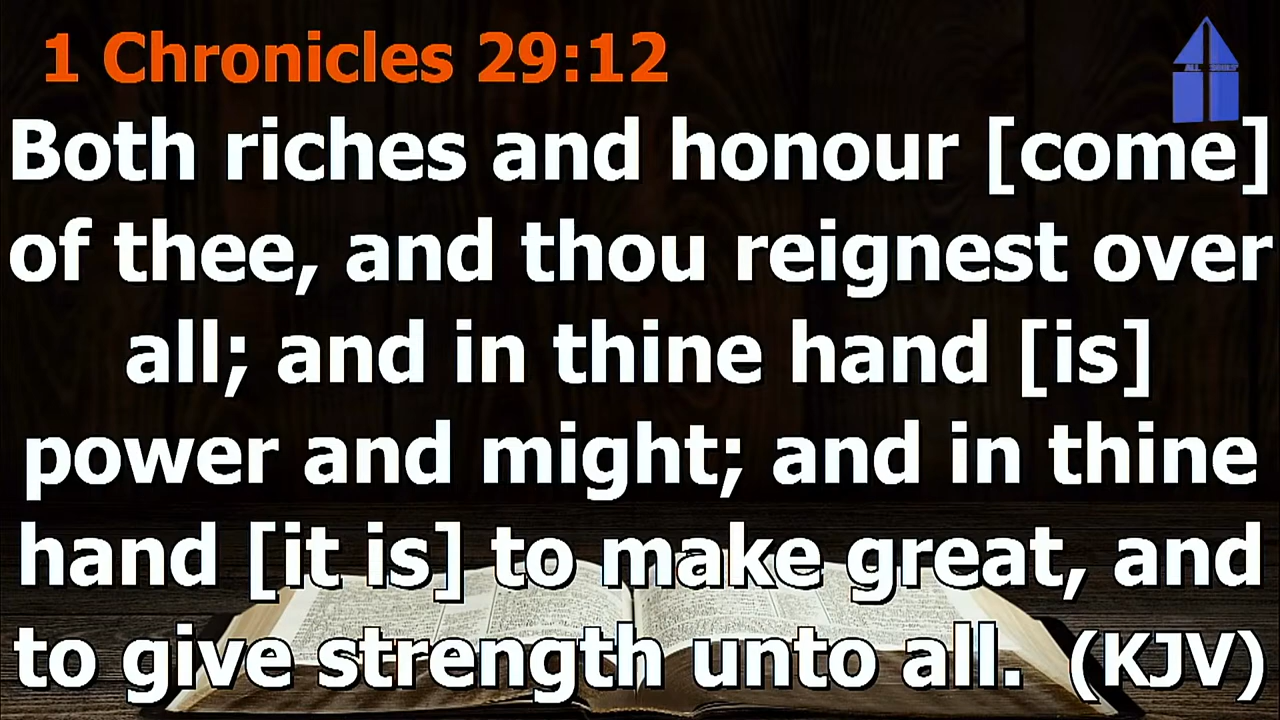 1 Chronicles 29:12
ALL SOULS
Both riches and honour [come]
of thee, and thou reignest over
all; and in thine hand [is]
power and might; and in thine
hand [it is] to make great, and
to give strength unto all. (KJV)